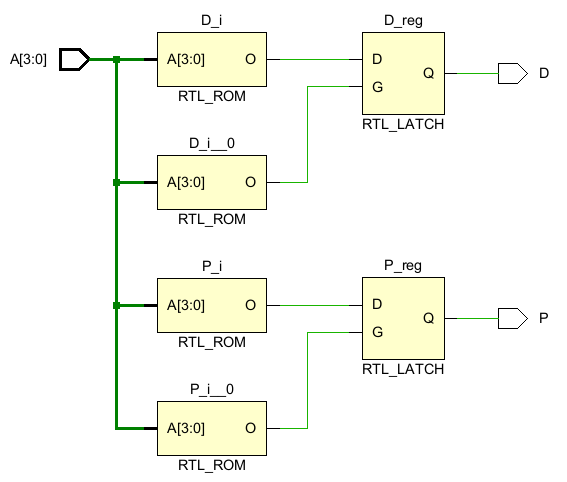 D_i
D_reg
A[3:0]
A[3:0] O
D
Q
D
G
RTL_ROM
RTL_LATCH
D_i__0
A[3:0] O
RTL_ROM
P_i
P_reg
A[3:0] O
D
Q
P
G
RTL_ROM
RTL_LATCH
P_i__0
A[3:0] O
RTL_ROM